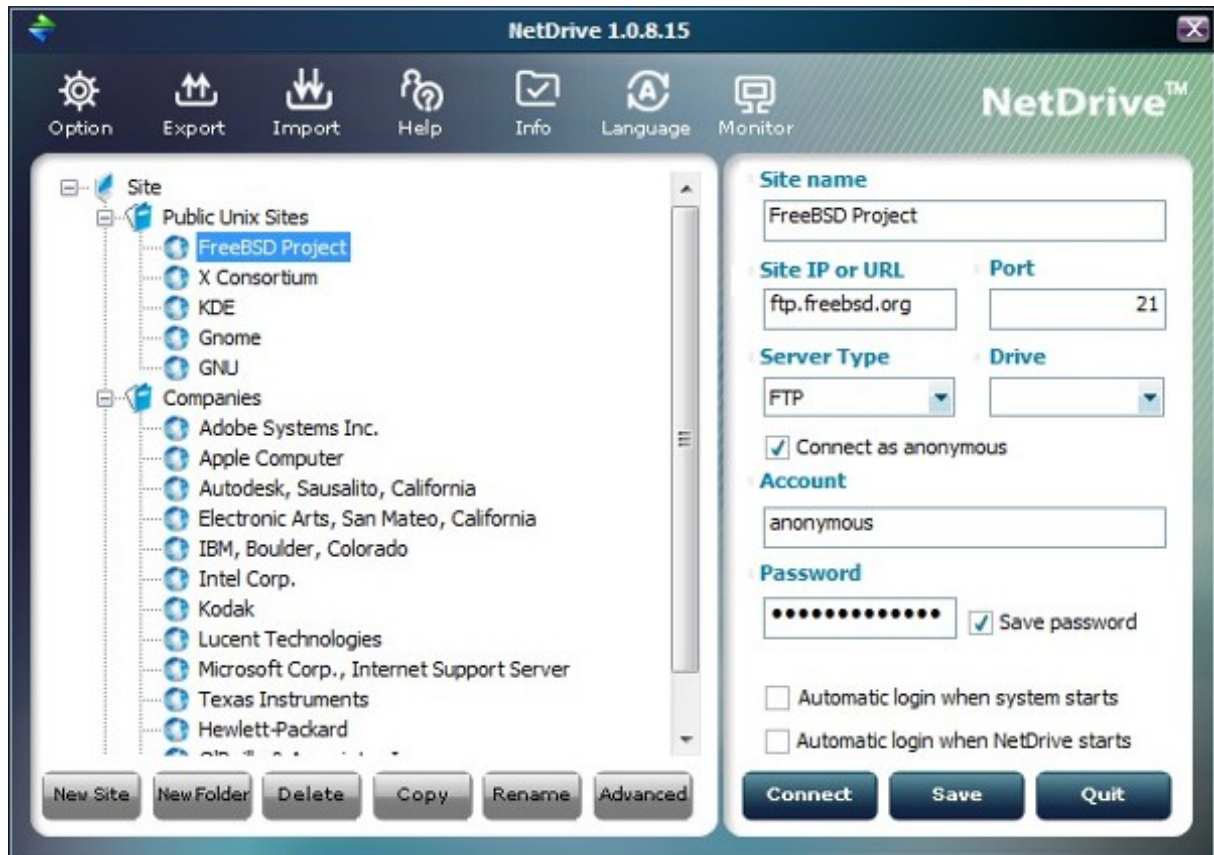 NetDrive 1.0.8.15
Option Export Import Help Info Language Monitor
NetDrive™
Site
Public Unix Sites
FreeBSD Project
X Consortium
KDE
Gnome
GNU
Companies
Adobe Systems Inc.
Apple Computer
Autodesk, Sausalito, California
Electronic Arts, San Mateo, California
IBM, Boulder, Colorado
Intel Corp.
Kodak
Lucent Technologies
Microsoft Corp., Internet Support Server
Texas Instruments
Hewlett-Packard
New Site New Folder Delete Copy Rename Advanced
Site name
FreeBSD Project
Site IP or URL Port
ftp.freebsd.org 21
Server Type Drive
FTP
Connect as anonymous
Account
anonymous
Password
Save password
Automatic login when system starts
Automatic login when NetDrive starts
Connect Save Quit